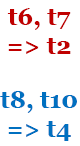 t6, t7
=> t2
t8, t10
=> t4